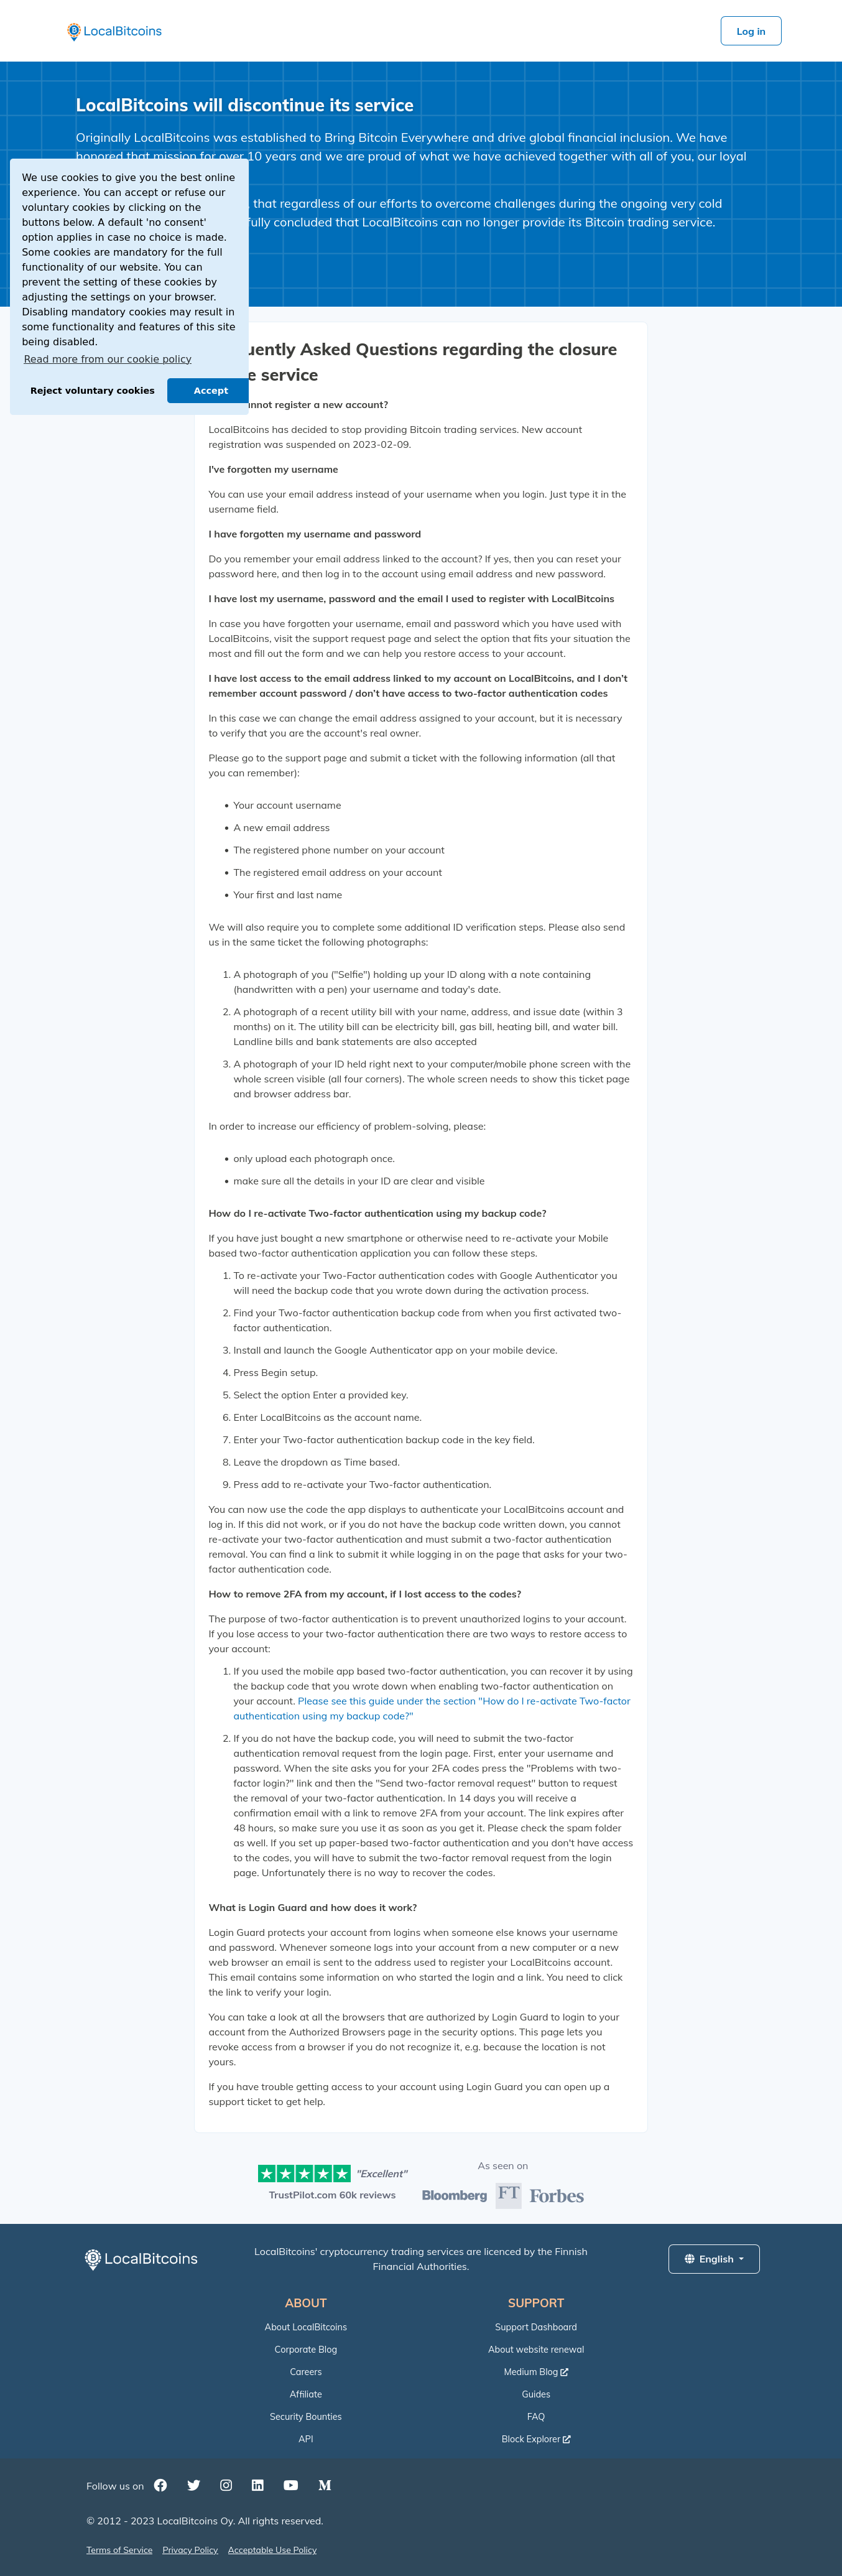 LocalBitcoins
Log in
LocalBitcoins will discontinue its service
Originally LocalBitcoins was established to Bring Bitcoin Everywhere and drive global financial inclusion. We have
honored that mission for over 10 years and we are proud of what we have achieved together with all of you, our loyal
that regardless of our efforts to overcome challenges during the ongoing very cold
fully concluded that LocalBitcoins can no longer provide its Bitcoin trading service.
We use cookies to give you the best online
experience. You can accept or refuse our
voluntary cookies by clicking on the
buttons below. A default 'no consent'
option applies in case no choice is made.
Some cookies are mandatory for the full
functionality of our website. You can
prevent the setting of these cookies by
adjusting the settings on your browser.
Disabling mandatory cookies may result in
some functionality and features of this site
being disabled.
Read more from our cookie policy
Reject voluntary cookies
Accept
uently Asked Questions regarding the closure
e service
nnot register a new account?
LocalBitcoins has decided to stop providing Bitcoin trading services. New account
registration was suspended on 2023-02-09.
I've forgotten my username
You can use your email address instead of your username when you login. Just type it in the
username field.
I have forgotten my username and password
Do you remember your email address linked to the account? If yes, then you can reset your
password here, and then log in to the account using email address and new password.
I have lost my username, password and the email I used to register with LocalBitcoins
In case you have forgotten your username, email and password which you have used with
LocalBitcoins, visit the support request page and select the option that fits your situation the
most and fill out the form and we can help you restore access to your account.
I have lost access to the email address linked to my account on LocalBitcoins, and I don’t
remember account password / don’t have access to two-factor authentication codes
In this case we can change the email address assigned to your account, but it is necessary
to verify that you are the account's real owner.
Please go to the support page and submit a ticket with the following information (all that
you can remember):
• Your account username
• A new email address
• The registered phone number on your account
• The registered email address on your account
• Your first and last name
We will also require you to complete some additional ID verification steps. Please also send
us in the same ticket the following photographs:
1. A photograph of you ("Selfie") holding up your ID along with a note containing
(handwritten with a pen) your username and today's date.
2. A photograph of a recent utility bill with your name, address, and issue date (within 3
months) on it. The utility bill can be electricity bill, gas bill, heating bill, and water bill.
Landline bills and bank statements are also accepted
3. A photograph of your ID held right next to your computer/mobile phone screen with the
whole screen visible (all four corners). The whole screen needs to show this ticket page
and browser address bar.
In order to increase our efficiency of problem-solving, please:
• only upload each photograph once.
• make sure all the details in your ID are clear and visible
How do I re-activate Two-factor authentication using my backup code?
If you have just bought a new smartphone or otherwise need to re-activate your Mobile
based two-factor authentication application you can follow these steps.
1. To re-activate your Two-Factor authentication codes with Google Authenticator you
will need the backup code that you wrote down during the activation process.
2. Find your Two-factor authentication backup code from when you first activated two-
factor authentication.
3. Install and launch the Google Authenticator app on your mobile device.
4. Press Begin setup.
5. Select the option Enter a provided key.
6. Enter LocalBitcoins as the account name.
7. Enter your Two-factor authentication backup code in the key field.
8. Leave the dropdown as Time based.
9. Press add to re-activate your Two-factor authentication.
You can now use the code the app displays to authenticate your LocalBitcoins account and
log in. If this did not work, or if you do not have the backup code written down, you cannot
re-activate your two-factor authentication and must submit a two-factor authentication
removal. You can find a link to submit it while logging in on the page that asks for your two-
factor authentication code.
How to remove 2FA from my account, if I lost access to the codes?
The purpose of two-factor authentication is to prevent unauthorized logins to your account.
If you lose access to your two-factor authentication there are two ways to restore access to
your account:
1. If you used the mobile app based two-factor authentication, you can recover it by using
the backup code that you wrote down when enabling two-factor authentication on
your account. Please see this guide under the section "How do I re-activate Two-factor
authentication using my backup code?"
2. If you do not have the backup code, you will need to submit the two-factor
authentication removal request from the login page. First, enter your username and
password. When the site asks you for your 2FA codes press the "Problems with two-
factor login?" link and then the "Send two-factor removal request" button to request
the removal of your two-factor authentication. In 14 days you will receive a
confirmation email with a link to remove 2FA from your account. The link expires after
48 hours, so make sure you use it as soon as you get it. Please check the spam folder
as well. If you set up paper-based two-factor authentication and you don't have access
to the codes, you will have to submit the two-factor removal request from the login
page. Unfortunately there is no way to recover the codes.
What is Login Guard and how does it work?
Login Guard protects your account from logins when someone else knows your username
and password. Whenever someone logs into your account from a new computer or a new
web browser an email is sent to the address used to register your LocalBitcoins account.
This email contains some information on who started the login and a link. You need to click
the link to verify your login.
You can take a look at all the browsers that are authorized by Login Guard to login to your
account from the Authorized Browsers page in the security options. This page lets you
revoke access from a browser if you do not recognize it, e.g. because the location is not
yours.
If you have trouble getting access to your account using Login Guard you can open up a
support ticket to get help.
"Excellent"
TrustPilot.com 60k reviews
As seen on
Bloomberg
FT
Forbes
LocalBitcoins
LocalBitcoins' cryptocurrency trading services are licenced by the Finnish
Financial Authorities.
English
ABOUT
About LocalBitcoins
Corporate Blog
Careers
Affiliate
Security Bounties
API
SUPPORT
Support Dashboard
About website renewal
Medium Blog
Guides
FAQ
Block Explorer
Follow us on
© 2012 - 2023 LocalBitcoins Oy. All rights reserved.
Terms of Service Privacy Policy Acceptable Use Policy